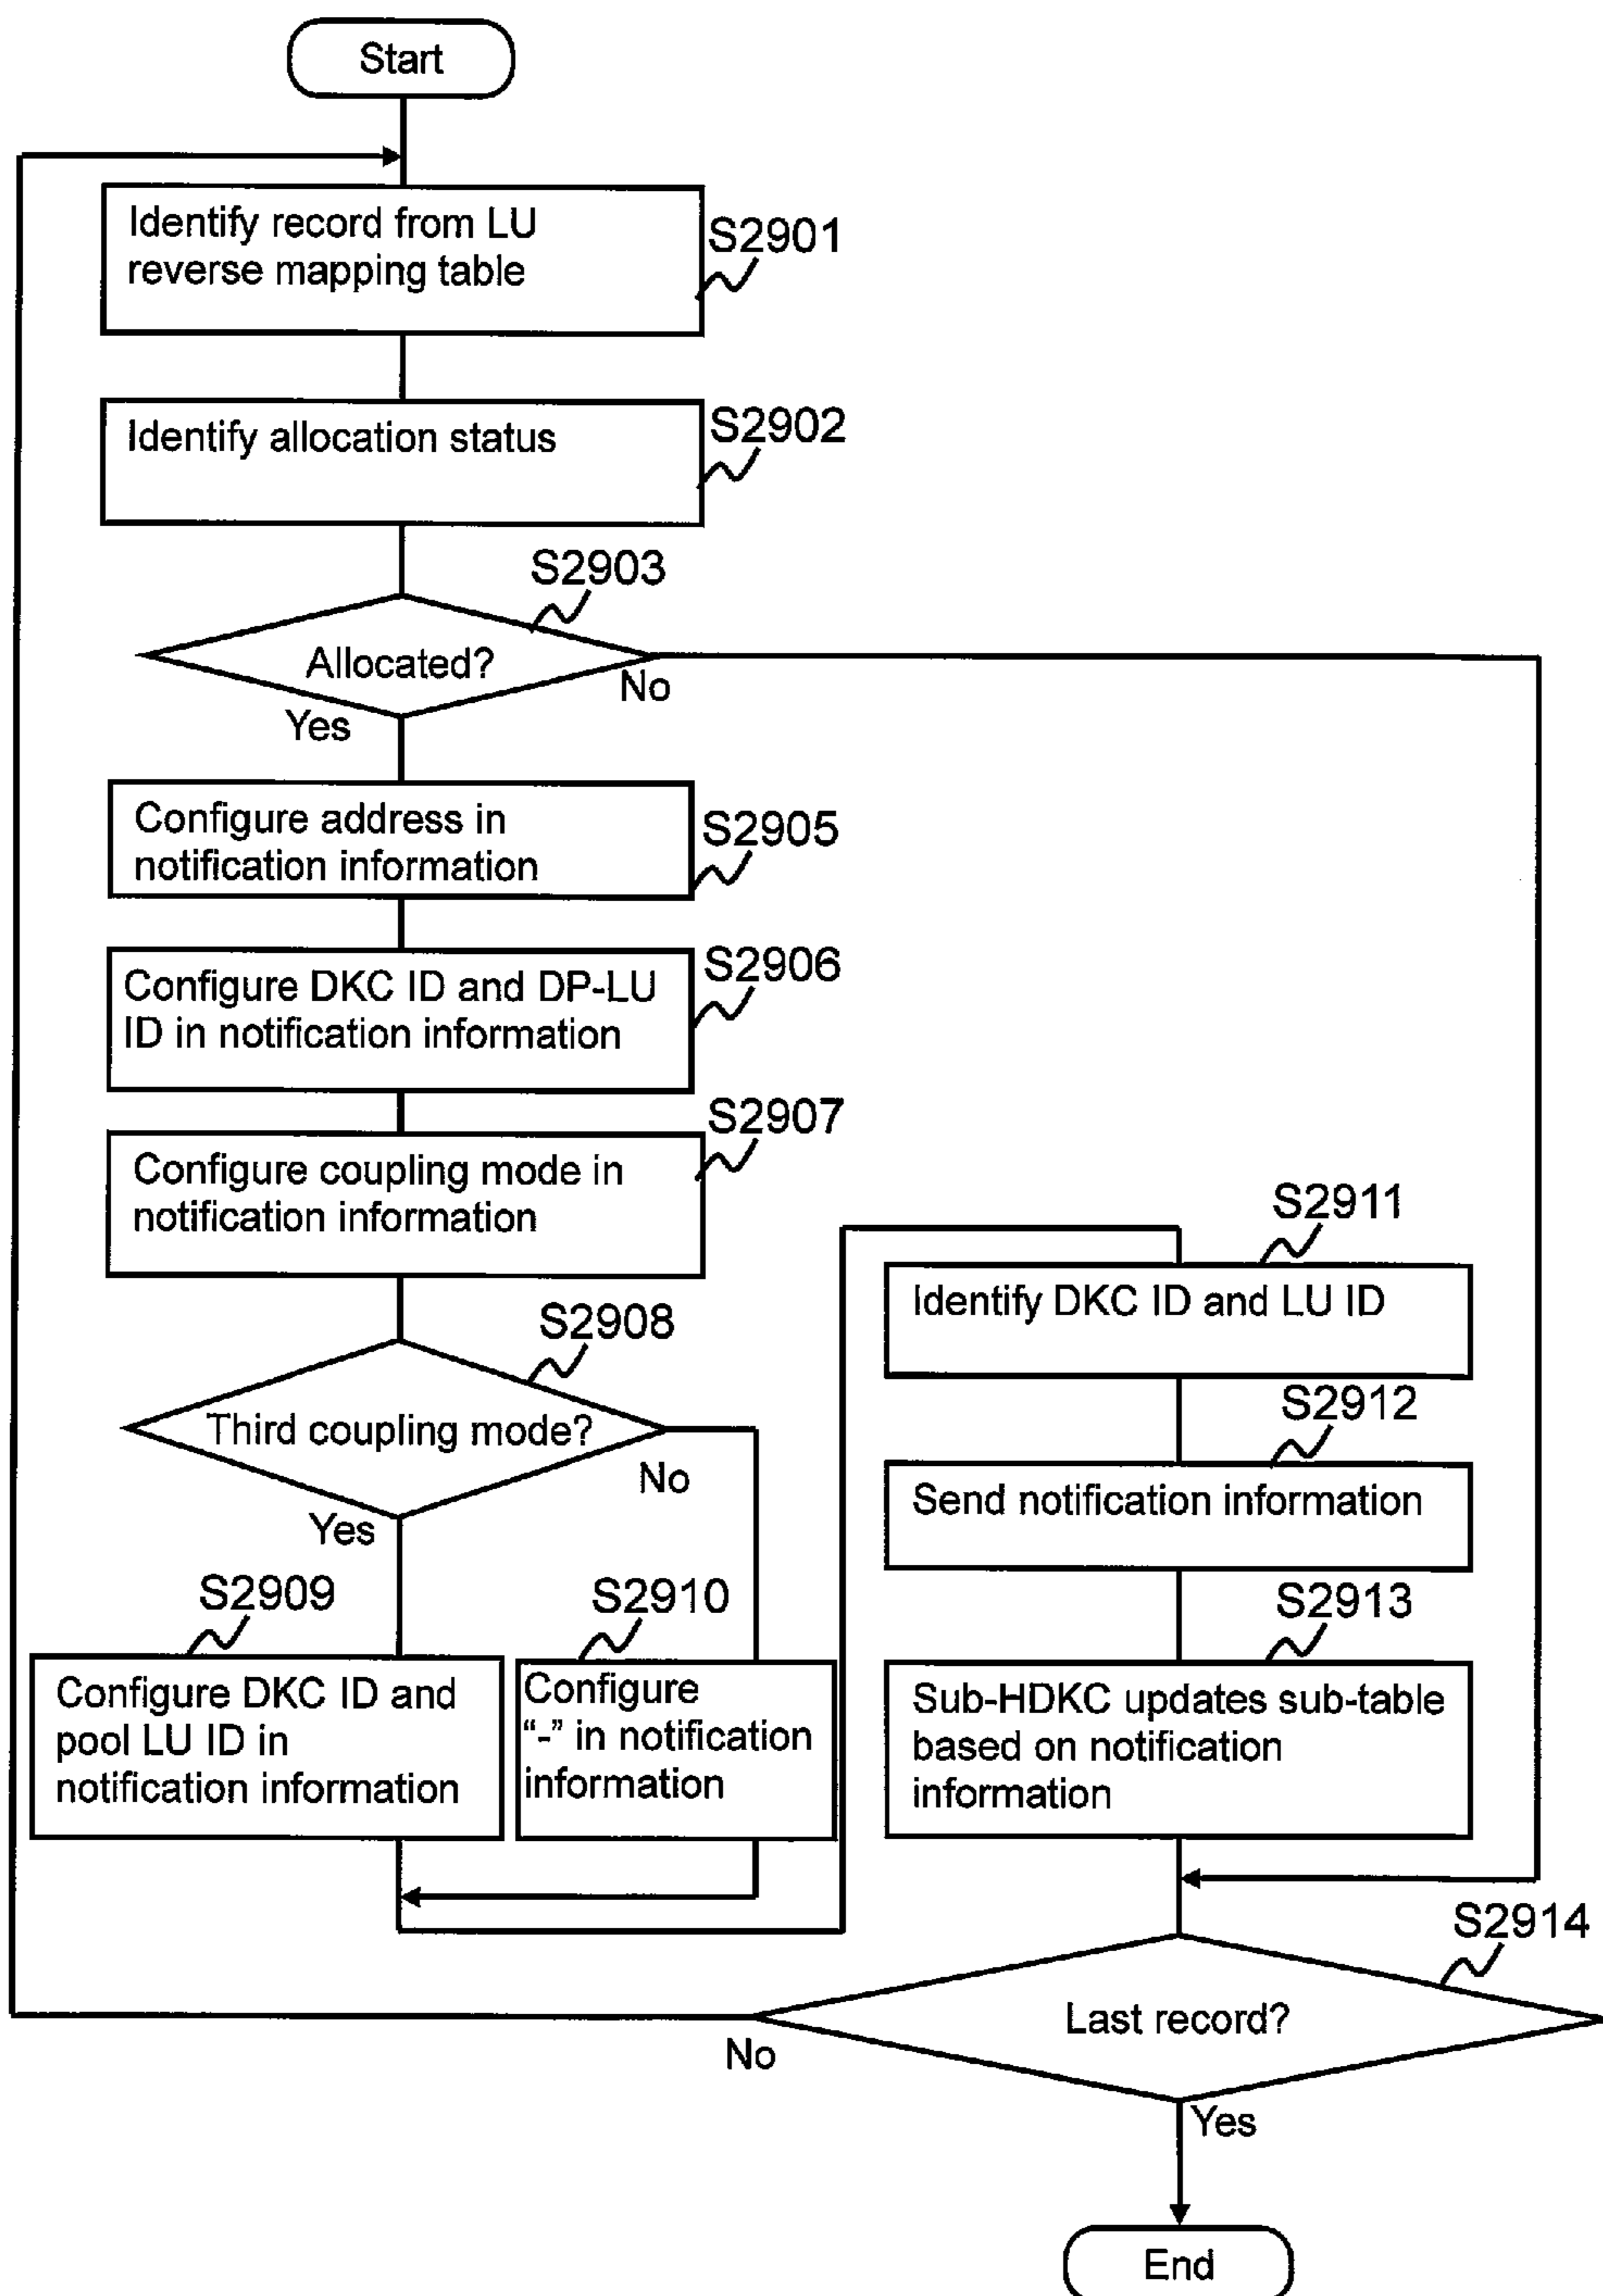 Start
Identify record from LU
reverse mapping table
S2901
Identify allocation status
S2902
S2903
Allocated?
No
Yes
Configure address in
notification information
S2905
Configure DKC ID and DP-LU
ID in notification information
S2906
S2907
Configure coupling mode in
notification information
S2908
Third coupling mode?
No
Yes
S2909
Configure DKC ID and
pool LU ID in
notification information
S2910
Configure
“-” in notification
information
S2911
Identify DKC ID and LU ID
S2912
Send notification information
S2913
Sub-HDKC updates sub-table
based on notification
information
S2914
Last record?
No
Yes
End